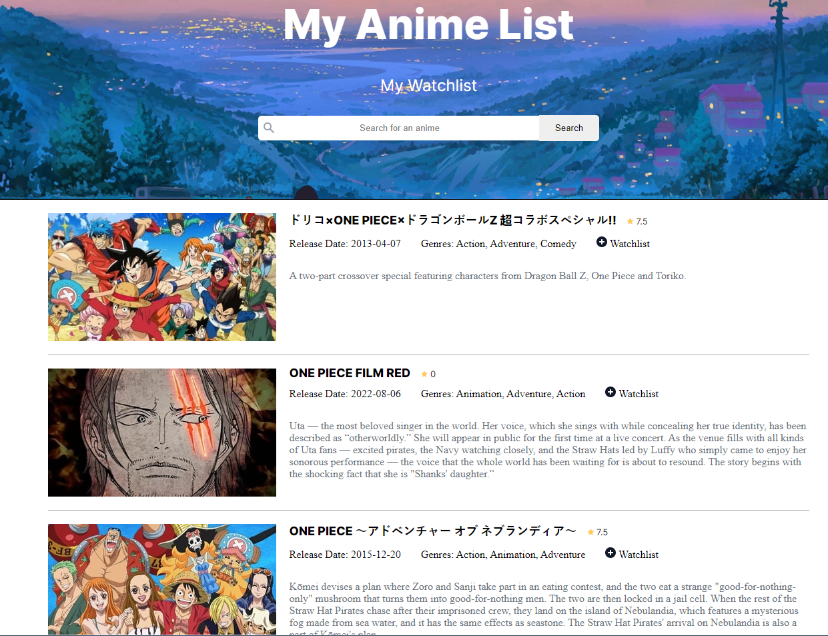 My Anime List
My Watchlist
Search for an anime
Search
ドリコ×ONE PIECE×ドラゴンボールZ 超コラボスペシャル!!
7.5
Release Date: 2013-04-07
Genres: Action, Adventure, Comedy
Watchlist
A two-part crossover special featuring characters from Dragon Ball Z, One Piece and Toriko.
ONE PIECE FILM RED
0
Release Date: 2022-08-06
Genres: Animation, Adventure, Action
Watchlist
Uta — the most beloved singer in the world. Her voice, which she sings with while concealing her true identity, has been
described as “otherworldly.” She will appear in public for the first time at a live concert. As the venue fills with all kinds
of Uta fans — excited pirates, the Navy watching closely, and the Straw Hats led by Luffy who simply came to enjoy her
sonorous performance — the voice that the whole world has been waiting for is about to resound. The story begins with
the shocking fact that she is "Shanks' daughter."
ONE PIECE 〜アドベンチャー オブ ネブランディア〜
7.5
Release Date: 2015-12-20
Genres: Action, Animation, Adventure
Watchlist
Kōmei devises a plan where Zoro and Sanji take part in an eating contest, and the two eat a strange "good-for-nothing-
only" mushroom that turns them into good-for-nothing men. The two are then locked in a jail cell. When the rest of the
Straw Hat Pirates chase after their imprisoned crew, they land on the island of Nebulandia, which features a mysterious
fog made from sea water, and it has the same effects as seastone. The Straw Hat Pirates' arrival on Nebulandia is also a
part of Kōmei's plan.